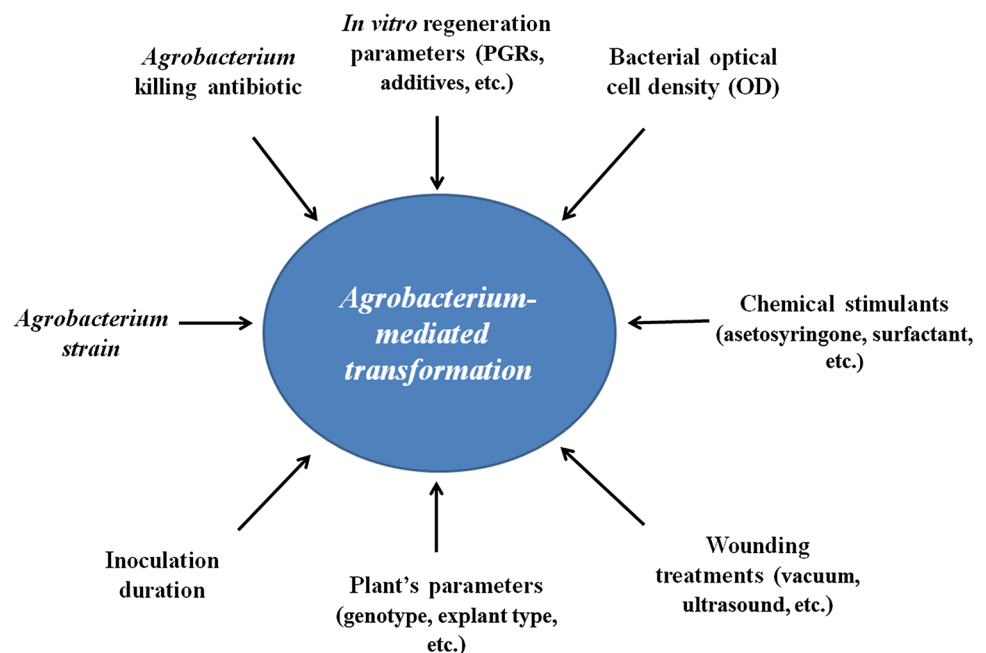 Agrobacterium
killing antibiotic
In vitro regeneration
parameters (PGRs,
additives, etc.)
Bacterial optical
cell density (OD)
Agrobacterium
strain
Agrobacterium-
mediated
transformation
Chemical stimulants
(asetosyringone, surfactant,
etc.)
Inoculation
duration
Plant's parameters
(genotype, explant type,
etc.)
Wounding
treatments (vacuum,
ultrasound, etc.)